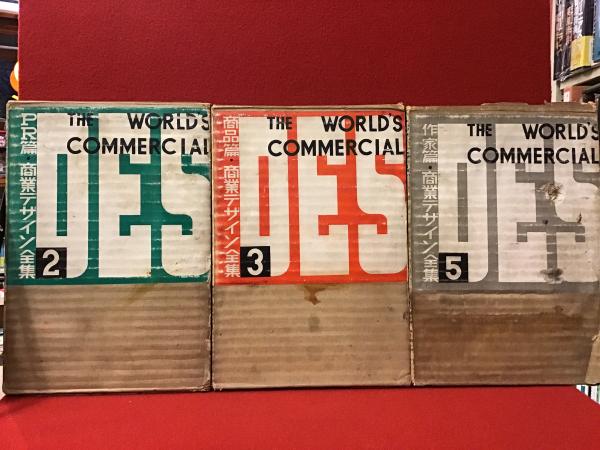 PR篇・商業デザイン全集
THE WORLD'S
COMMERCIAL
DES
2
商品篇・商業デザイン全集
THE WORLD'S
COMMERCIAL
DES
3
作家篇・商業デザイン全集
THE WORLD'S
COMMERCIAL
DES
5